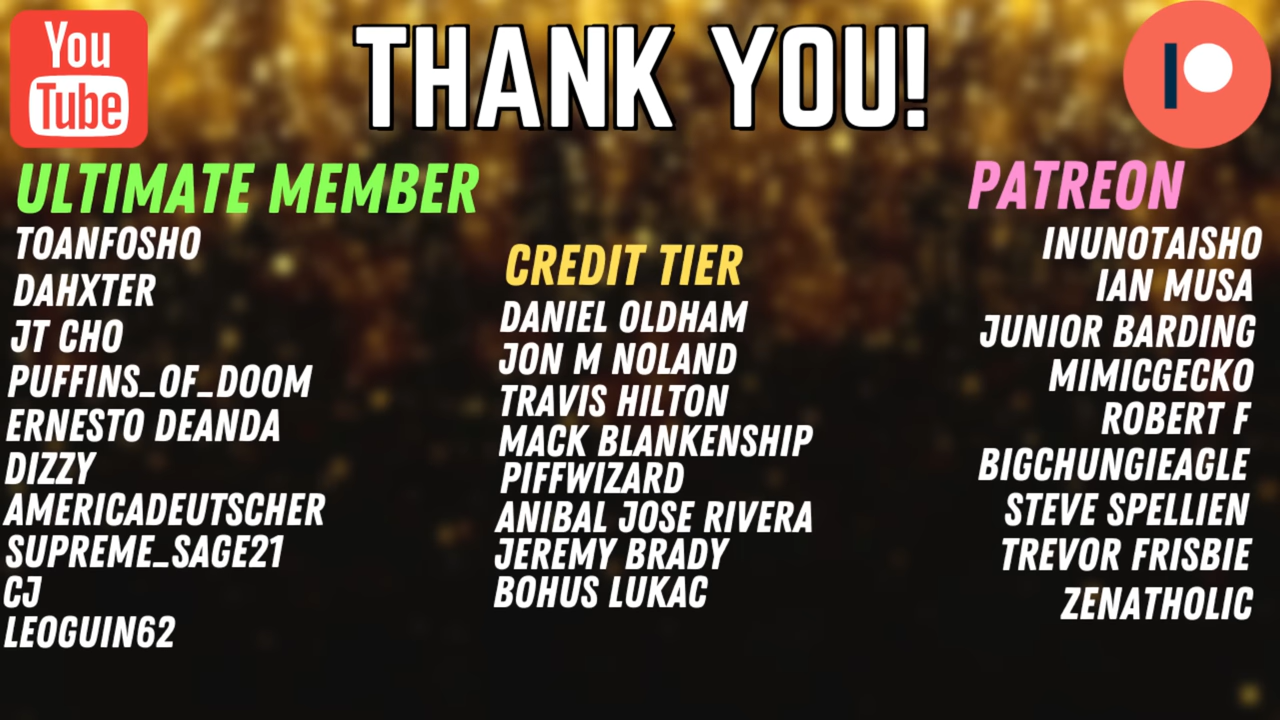 You
Tube
THANK YOU!
ULTIMATE MEMBER
TOANFOSHO
DAHXTER
JT CHO
PUFFINS_OF_DOOM
ERNESTO DEANDA
DIZZY
AMERICADEUTSCHER
SUPREME_SAGE21
CJ
LEOGUIN62
CREDIT TIER
DANIEL OLDHAM
JON M NOLAND
TRAVIS HILTON
MACK BLANKENSHIP
PIFFWIZARD
ANIBAL JOSE RIVERA
JEREMY BRADY
BOHUS LUKAC
PATREON
INUNOTAISHO
IAN MUSA
JUNIOR BARDING
MIMICGECKO
ROBERT F
BIGCHUNGIEAGLE
STEVE SPELLIEN
TREVOR FRISBIE
ZENATHOLIC